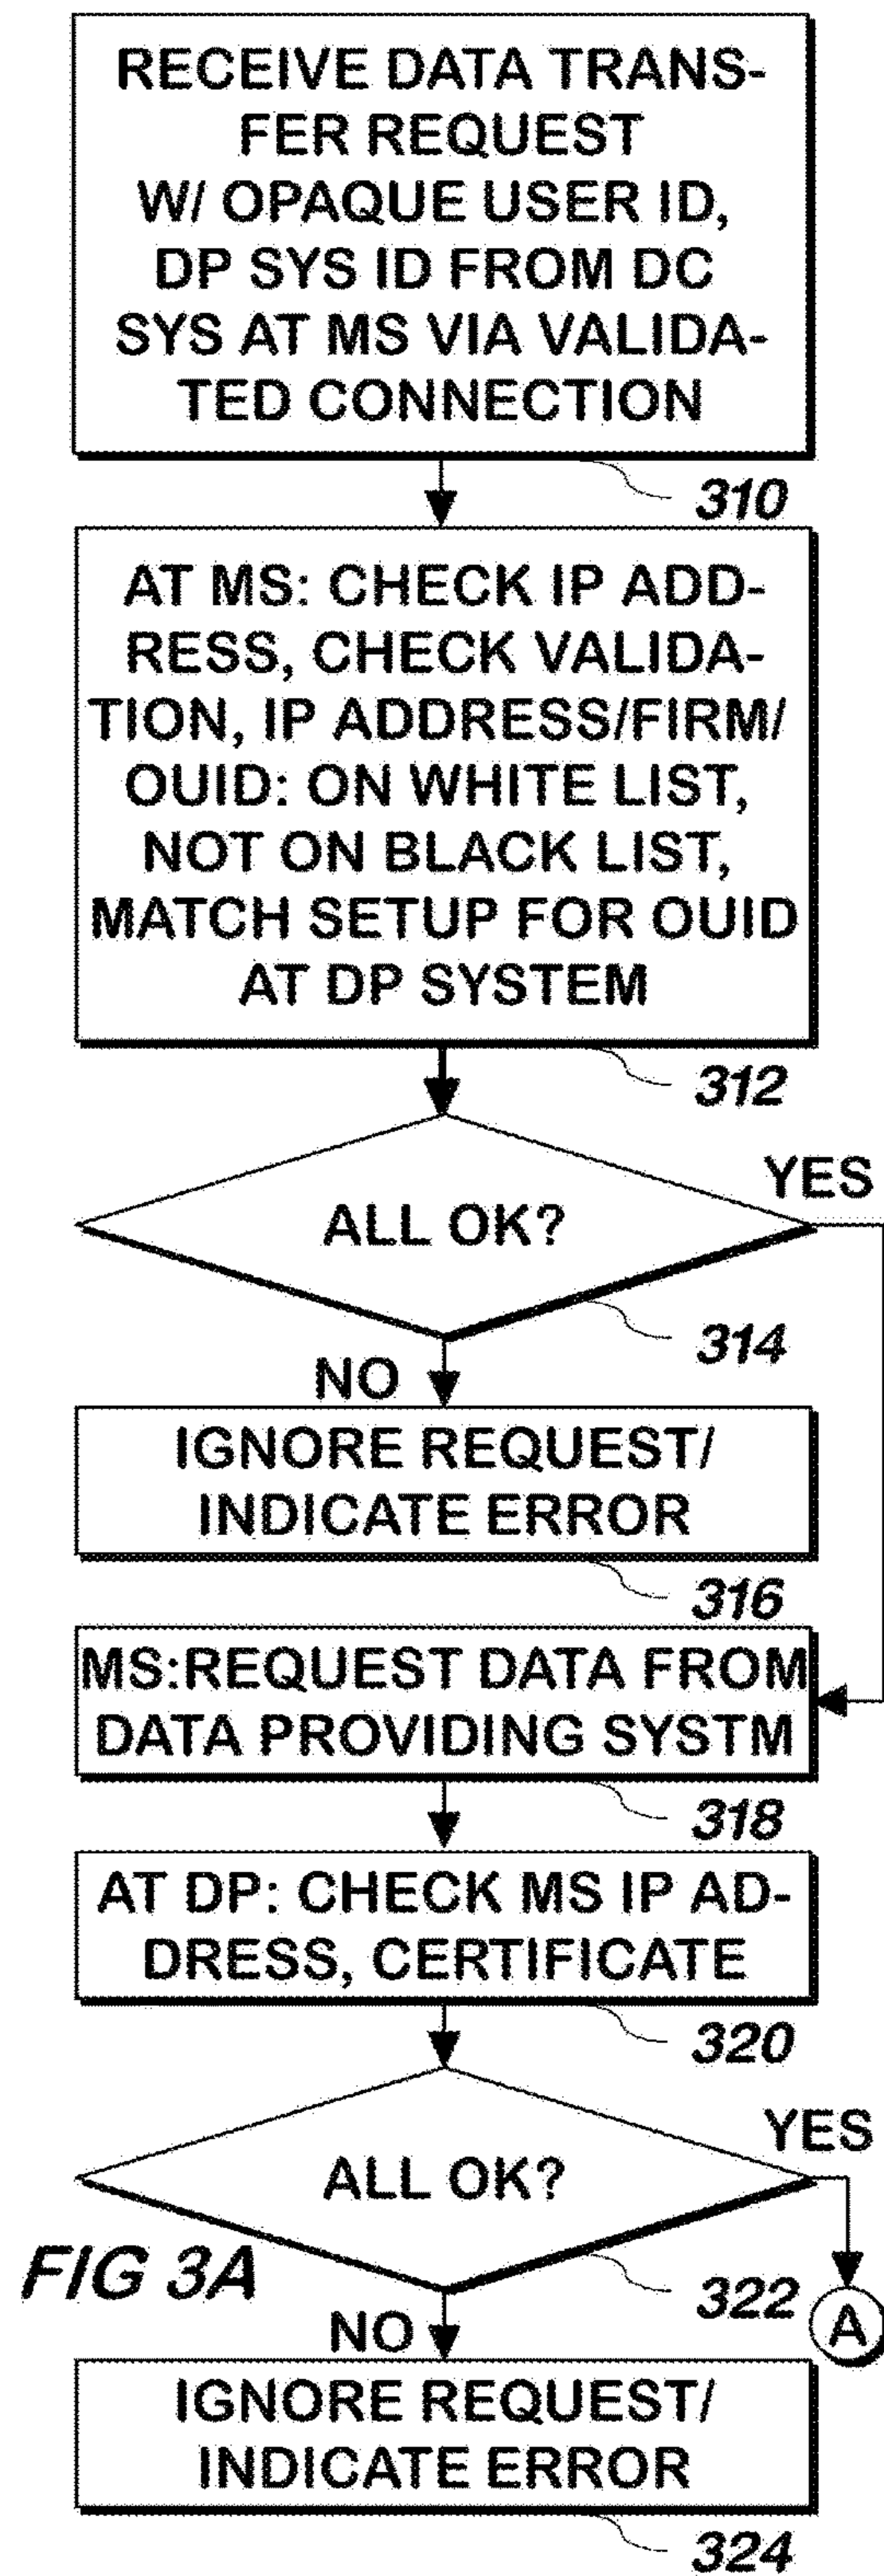 RECEIVE DATA TRANS-
FER REQUEST
W/ OPAQUE USER ID,
DP SYS ID FROM DC
SYS AT MS VIA VALIDA-
TED CONNECTION
310
AT MS: CHECK IP ADD-
RESS, CHECK VALIDA-
TION, IP ADDRESS/FIRM/
OUID: ON WHITE LIST,
NOT ON BLACK LIST,
MATCH SETUP FOR OUID
AT DP SYSTEM
312
YES
ALL OK?
314
NO
IGNORE REQUEST/
INDICATE ERROR
316
MS:REQUEST DATA FROM
DATA PROVIDING SYSTM
318
AT DP: CHECK MS IP AD-
DRESS, CERTIFICATE
320
YES
ALL OK?
FIG 3A
322
A
NO
IGNORE REQUEST/
INDICATE ERROR
324